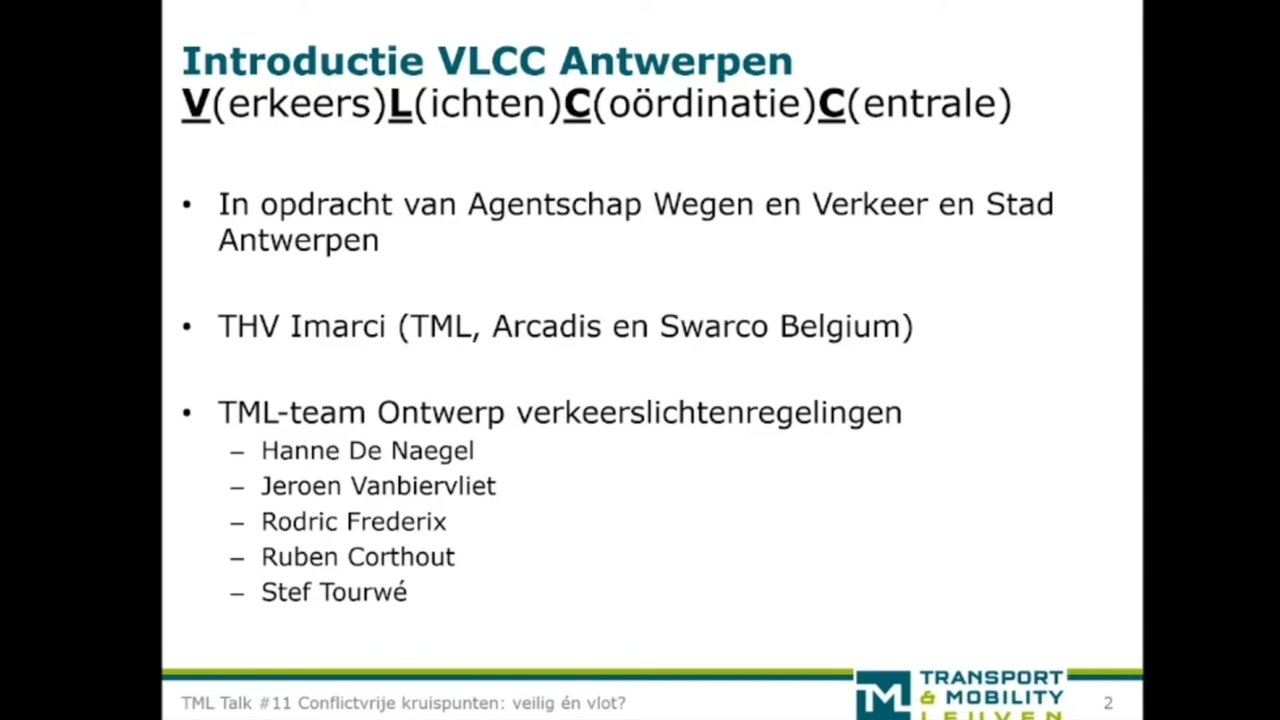 Introductie VLCC Antwerpen
V(erkeers)L(ichten)C(oördinatie)C(entrale)
• In opdracht van Agentschap Wegen en Verkeer en Stad
Antwerpen
• THV Imarci (TML, Arcadis en Swarco Belgium)
• TML-team Ontwerp verkeerslichtenregelingen
– Hanne De Naegel
– Jeroen Vanbiervliet
– Rodric Frederix
– Ruben Corthout
– Stef Tourwé
TML Talk #11 Conflictvrije kruispunten: veilig én vlot?
TML
TRANSPORT
& MOBILITY
LEUVEN
2